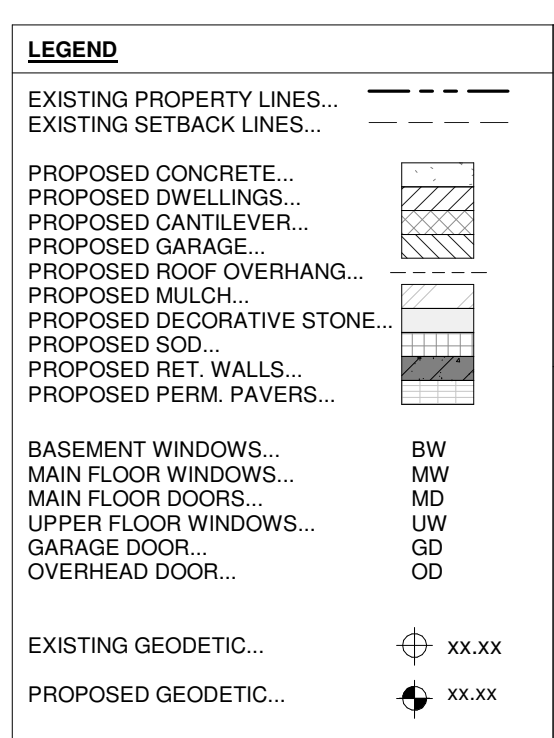 LEGEND
EXISTING PROPERTY LINES...
EXISTING SETBACK LINES...
PROPOSED CONCRETE...
PROPOSED DWELLINGS...
PROPOSED CANTILEVER...
PROPOSED GARAGE...
PROPOSED ROOF OVERHANG...
PROPOSED MULCH...
PROPOSED DECORATIVE STONE...
PROPOSED SOD...
PROPOSED RET. WALLS...
PROPOSED PERM. PAVERS...
BASEMENT WINDOWS... BW
MAIN FLOOR WINDOWS... MW
MAIN FLOOR DOORS... MD
UPPER FLOOR WINDOWS... UW
GARAGE DOOR... GD
OVERHEAD DOOR... OD
EXISTING GEODETIC... xx.xx
PROPOSED GEODETIC... xx.xx